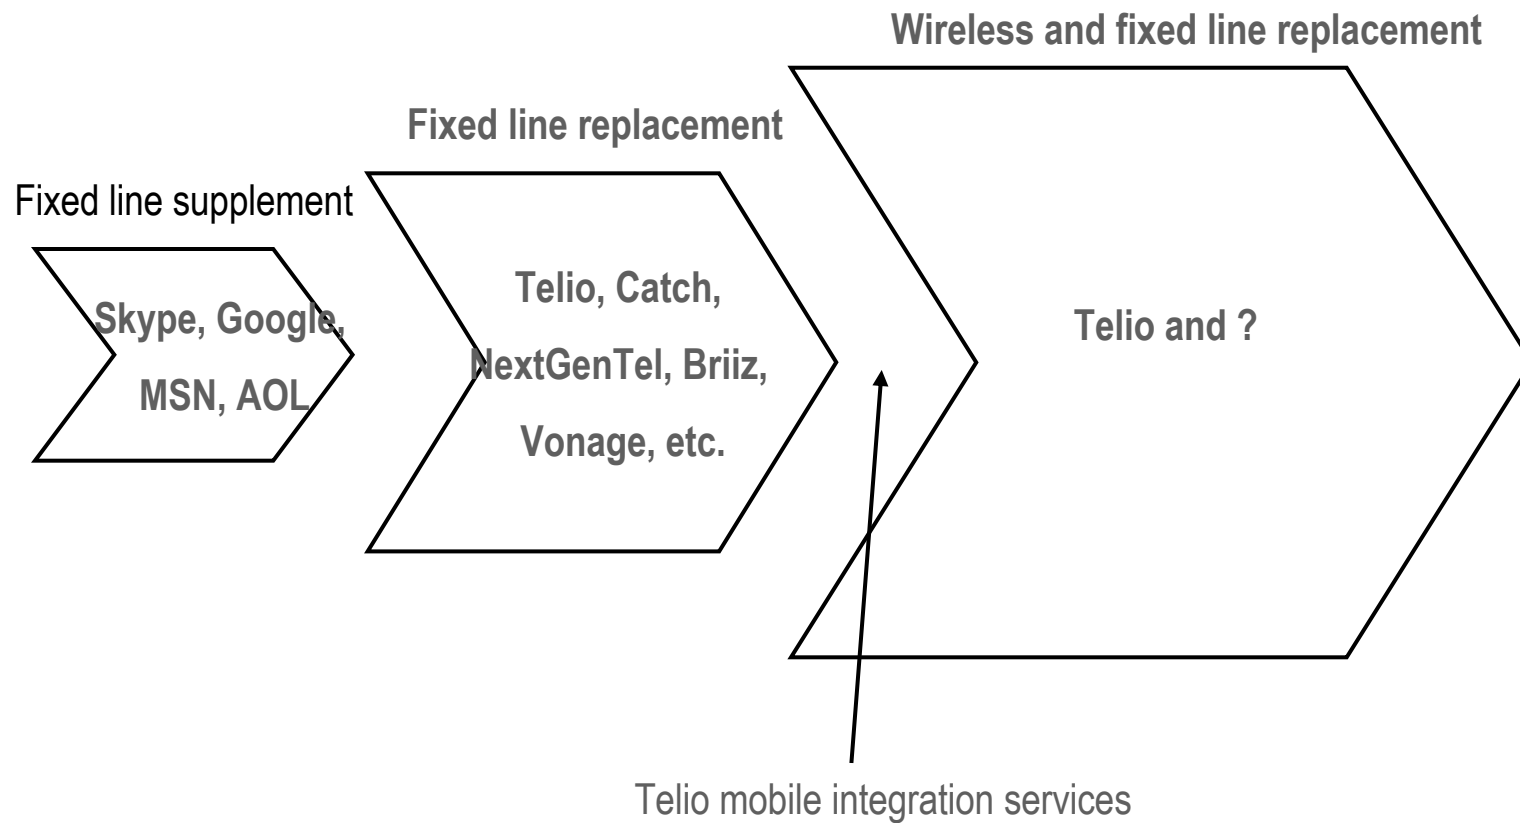 Wireless and fixed line replacement
Fixed line replacement
Fixed line supplement
Skype, Google,
MSN, AOL
Telio, Catch,
NextGenTel, Briiz,
Vonage, etc.
Telio and ?
Telio mobile integration services